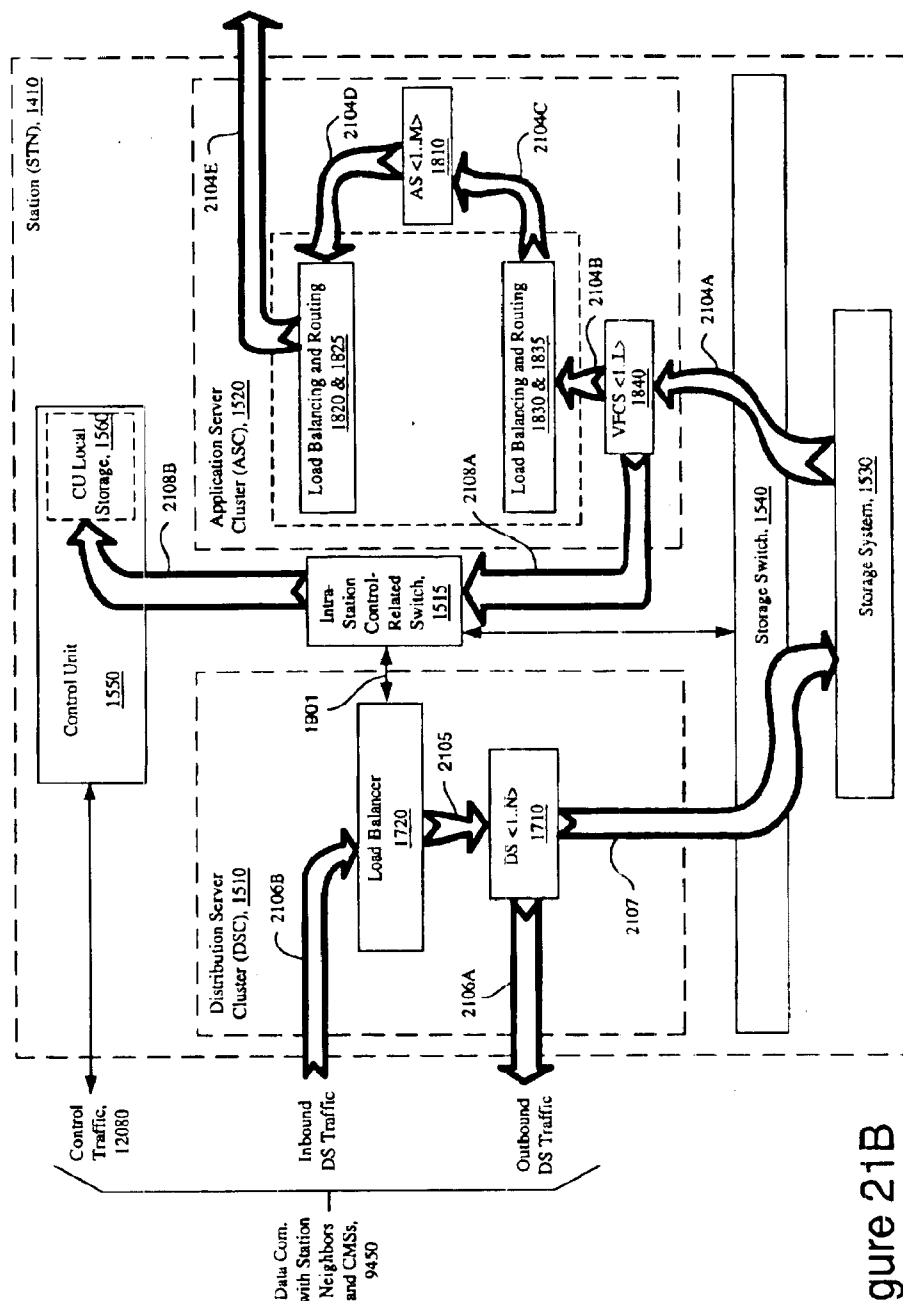 Station (STN), 1410
2104E
Control Unit
1550
CU Local
Storage, 1560
2108B
Application Server
Cluster (ASC), 1520
Load Balancing and Routing
1820 & 1825
2104D
AS <1..M>
1810
2104C
Load Balancing and Routing
1830 & 1835
2104B
VFCS <1..L>
1840
2104A
2108A
Intra-
Station
Control-
Related
Switch,
1515
1901
Distribution Server
Cluster (DSC), 1510
2106B
Load Balancer
1720
2105
DS <1..N>
1710
2106A
2107
Storage Switch, 1540
Storage System, 1530
Control
Traffic,
12080
Inbound
DS Traffic
Outbound
DS Traffic
Data Com.
with Station
Neighbors
and CMSs,
9450
gure 21B